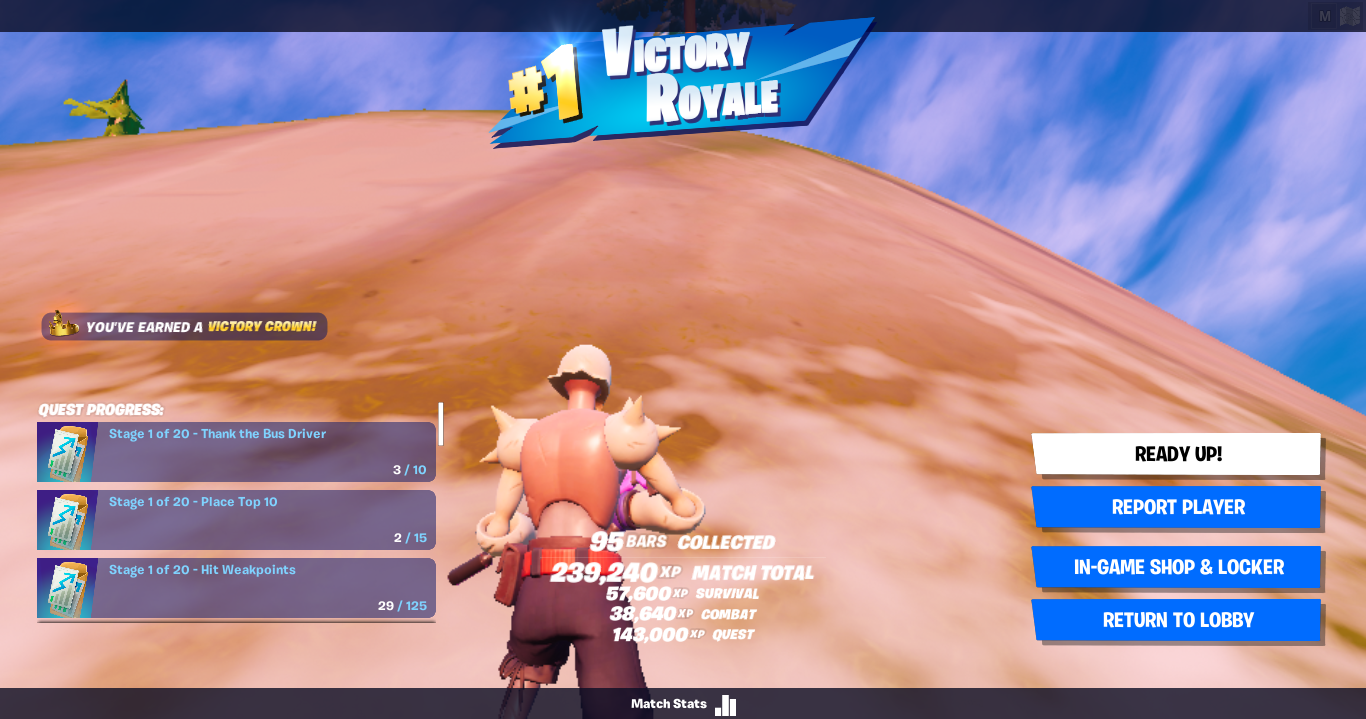 M
#1 VICTORY
ROYALE
YOU'VE EARNED A VICTORY CROWN!
QUEST PROGRESS:
Stage 1 of 20 - Thank the Bus Driver
3 / 10
Stage 1 of 20 - Place Top 10
2 / 15
Stage 1 of 20 - Hit Weakpoints
29 / 125
95 BARS COLLECTED
239,240 XP MATCH TOTAL
57,600 XP SURVIVAL
38,640 XP COMBAT
143,000 XP QUEST
READY UP!
REPORT PLAYER
IN-GAME SHOP & LOCKER
RETURN TO LOBBY
Match Stats